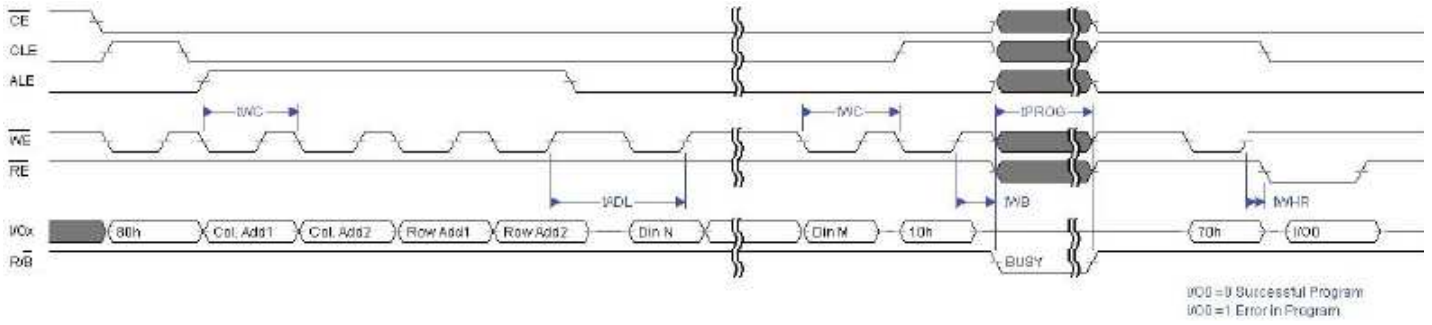 CE
CLE
ALE
tWC
tWC
tPROG
WE
RE
tADL
tWB
tWHR
I/Ox
80h
Col. Add1
Col. Add2
Row Add1
Row Add2
Din N
Din M
10h
70h
I/O0
R/B
BUSY
I/O0=0 Successful Program
I/O0=1 Error in Program